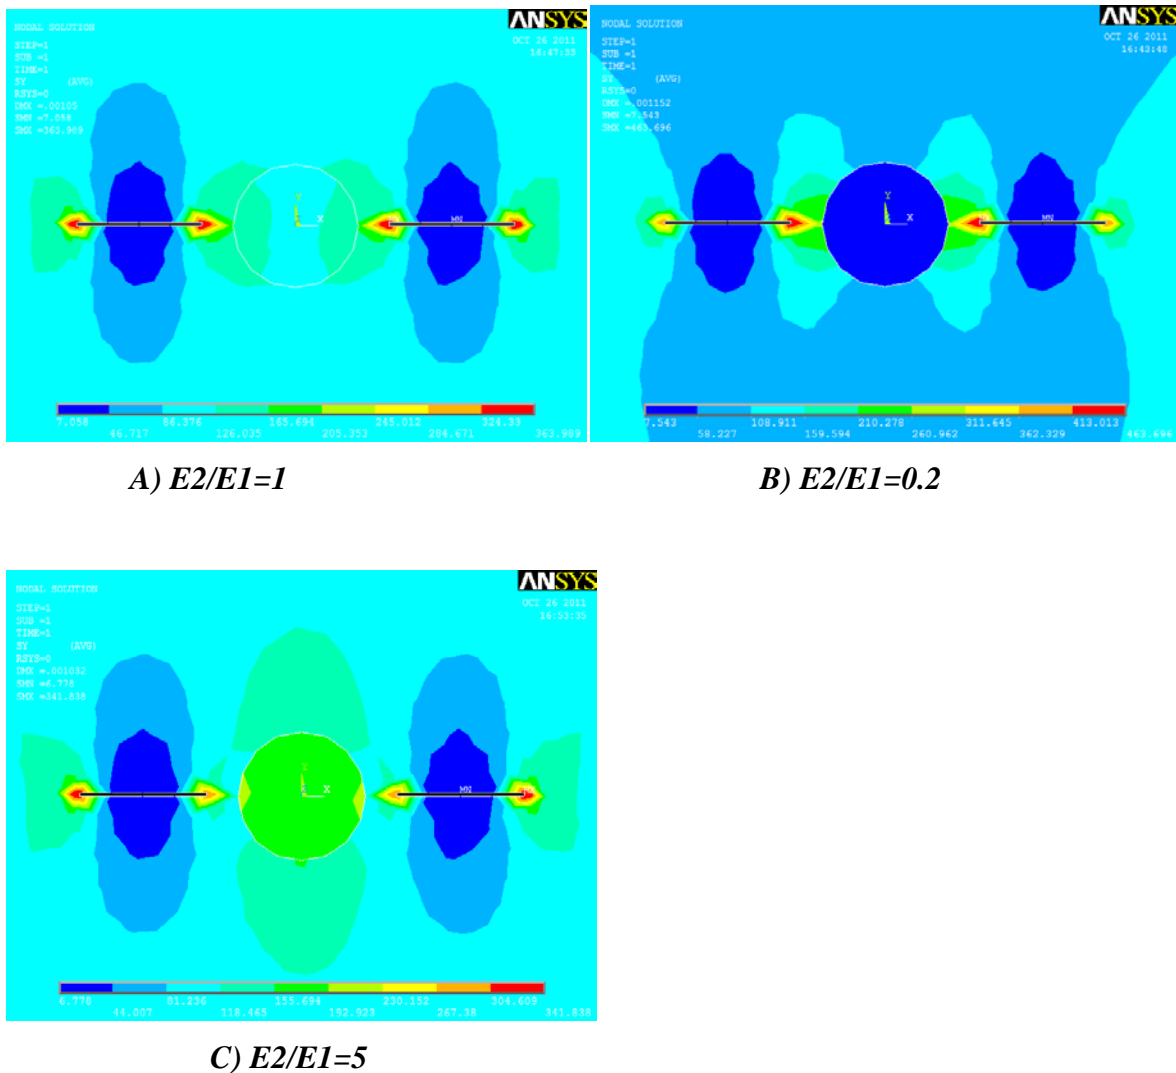 ANSYS
NODAL SOLUTION
OCT 26 2011
16:47:33
STEP=1
SUB =1
TIME=1
SY (AVG)
RSYS=0
DMX =.00105
SMN =7.058
SMX =363.989
Y
X
MN
7.058 86.376 165.694 245.012 324.33
46.717 126.035 205.353 284.671 363.989
A) E2/E1=1
ANSYS
NODAL SOLUTION
OCT 26 2011
16:43:48
STEP=1
SUB =1
TIME=1
SY (AVG)
RSYS=0
DMX =.001152
SMN =7.543
SMX =463.696
Y
X
MN
7.543 108.911 210.278 311.645 413.013
58.227 159.594 260.962 362.329 463.696
B) E2/E1=0.2
ANSYS
NODAL SOLUTION
OCT 26 2011
16:53:35
STEP=1
SUB =1
TIME=1
SY (AVG)
RSYS=0
DMX =.001032
SMN =6.778
SMX =341.838
X
MN
6.778 81.236 155.694 230.152 304.609
44.007 118.465 192.923 267.38 341.838
C) E2/E1=5